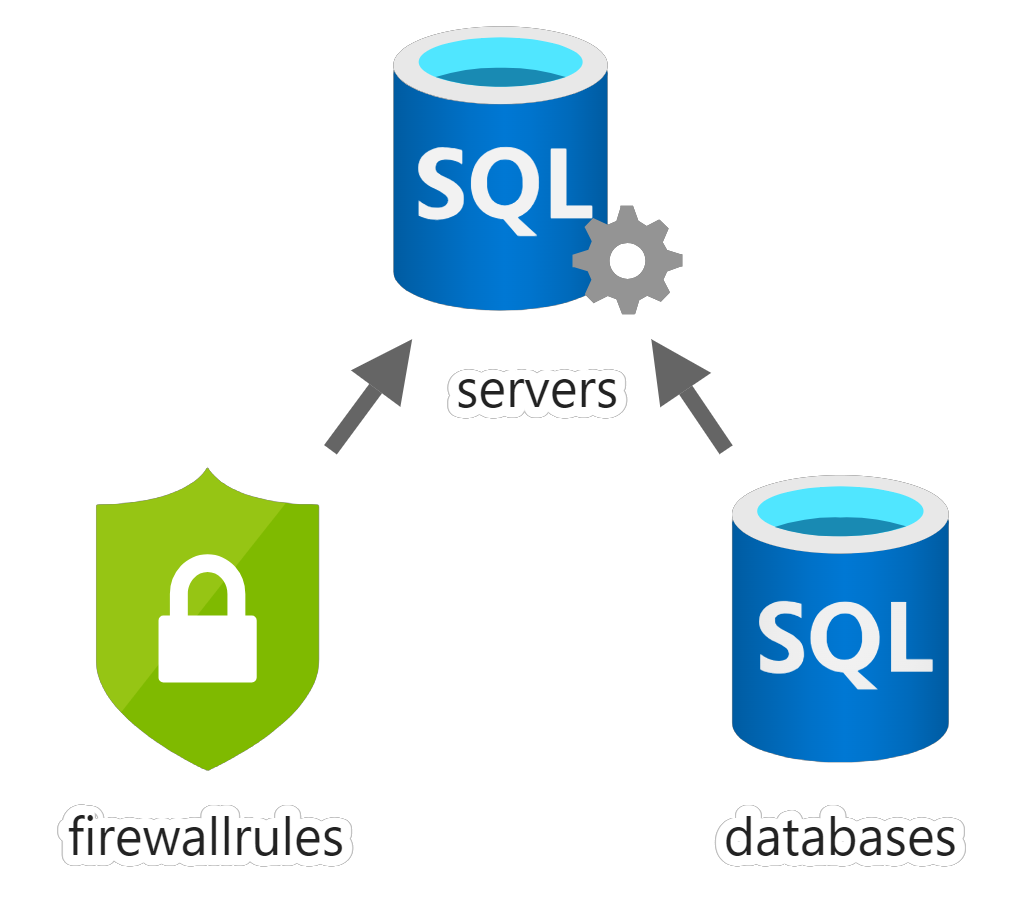 SQL
servers
SQL
firewallrules
databases